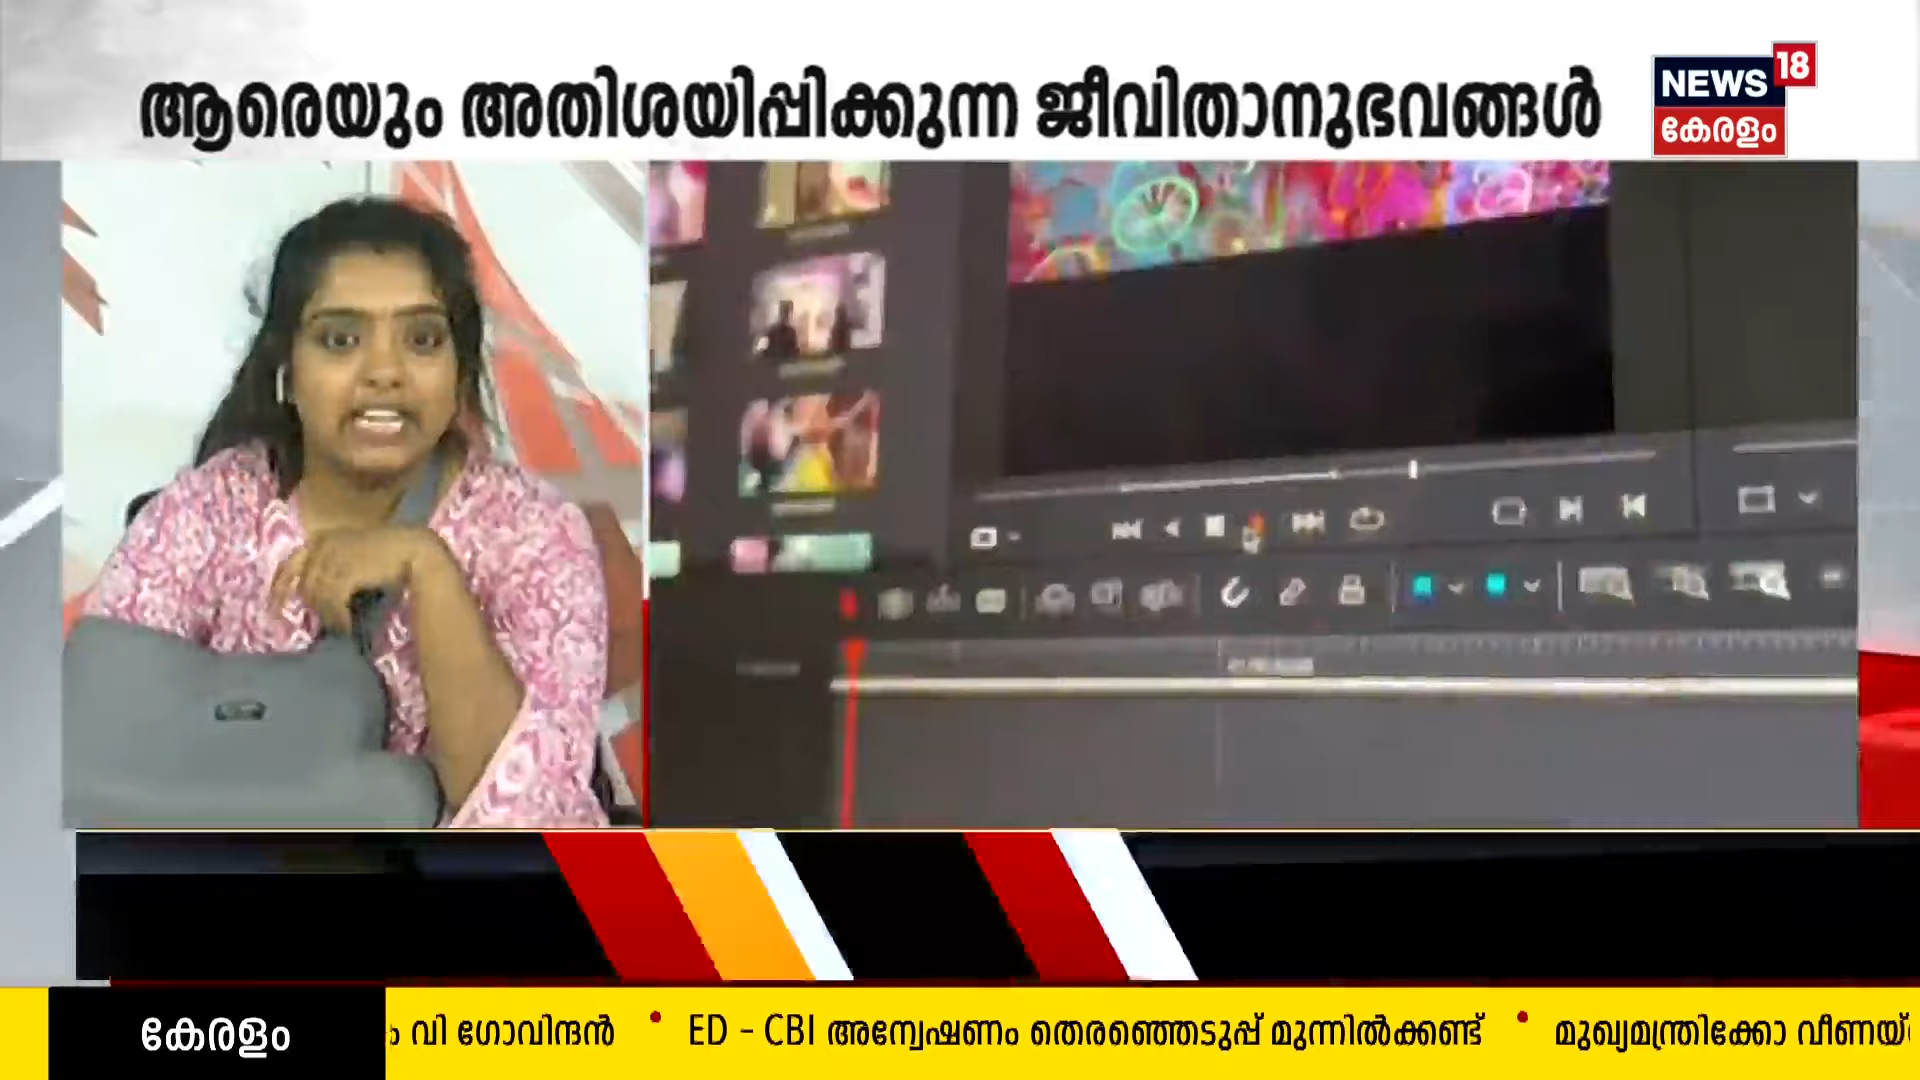 ആരെയും അതിശയിപ്പിക്കുന്ന ജീവിതാനുഭവങ്ങൾ
NEWS 18
കേരളം
കേരളം
വി ഗോവിന്ദൻ • ED – CBI അന്വേഷണം തെരഞ്ഞെടുപ്പ് മുന്നിൽക്കണ്ട് • മുഖ്യമന്ത്രിക്കോ